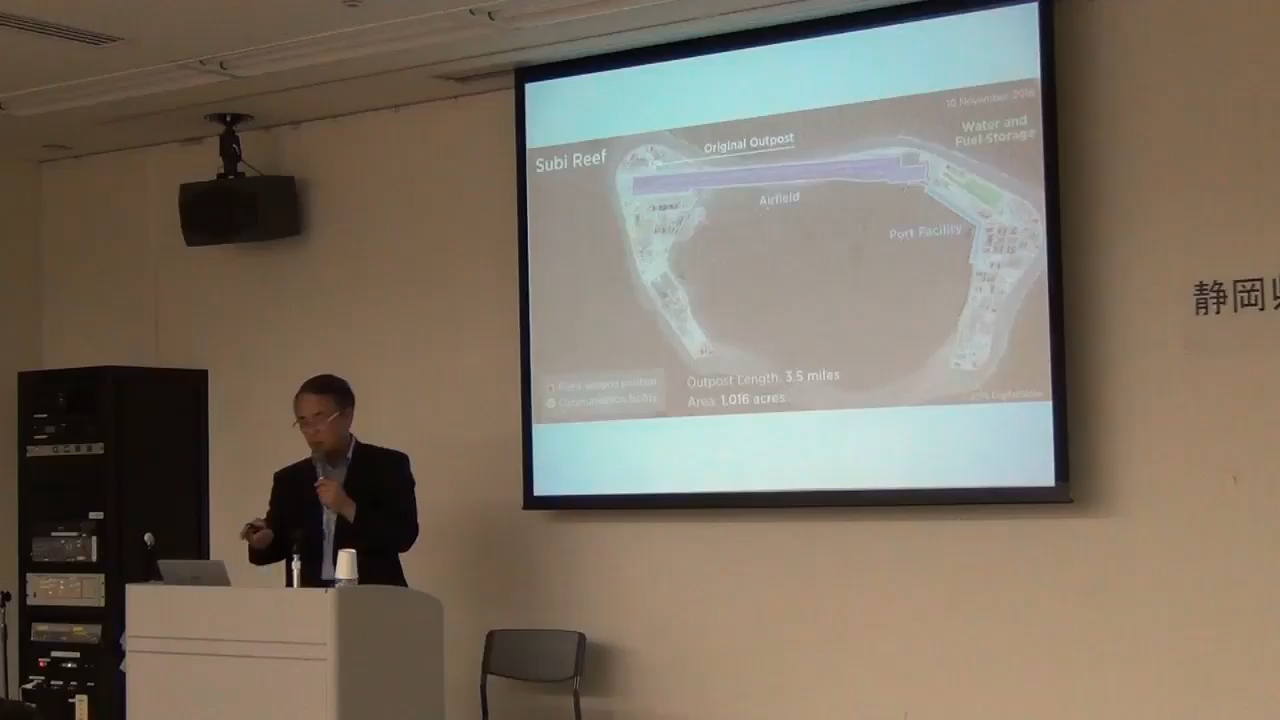 10 November 2016
Subi Reef
Original Outpost
Water and
Fuel Storage
Airfield
Port Facility
Outpost Length: 3.5 miles
Area: 1,016 acres
静岡県